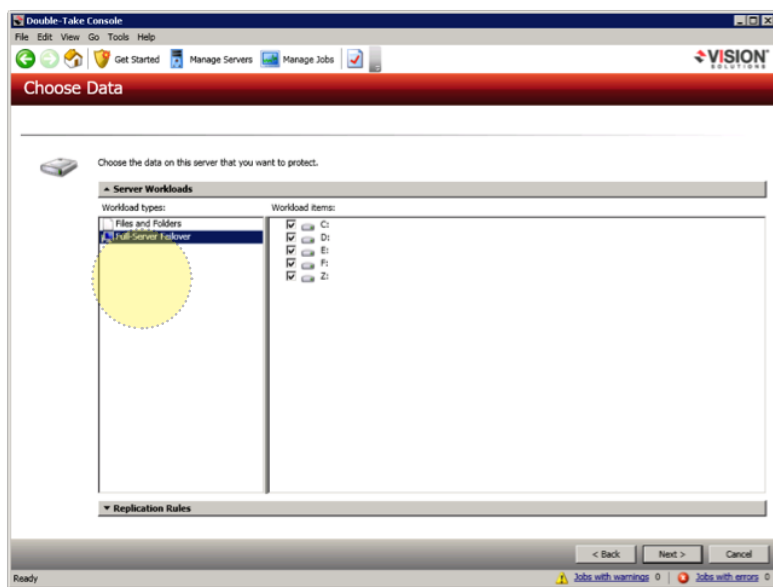 Double-Take Console
File Edit View Go Tools Help
Get Started Manage Servers Manage Jobs VISION
SOLUTIONS
Choose Data
Choose the data on this server that you want to protect.
Server Workloads
Workload types: Workload items:
Files and Folders C:
Full-Server Failover D:
E:
F:
Z:
Replication Rules
< Back Next > Cancel
Ready Jobs with warnings 0 Jobs with errors 0